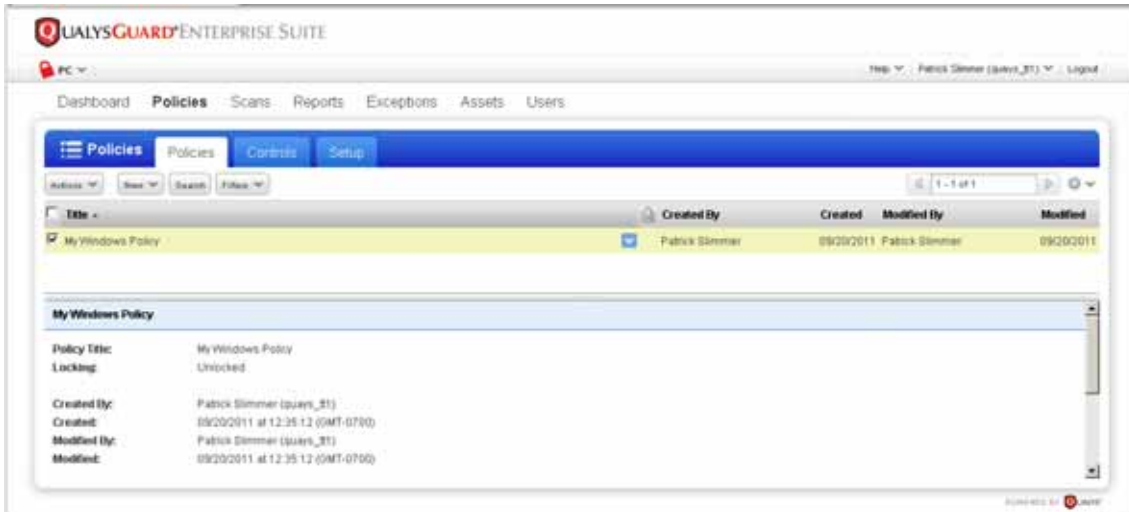 QUALYSGUARD® ENTERPRISE SUITE
PC
Help Patrick Slimmer (quays_tt1) Logout
Dashboard Policies Scans Reports Exceptions Assets Users
Policies Policies Controls Setup
Actions New Search Filters 1 - 1 of 1
Title Created By Created Modified By Modified
My Windows Policy Patrick Slimmer 09/20/2011 Patrick Slimmer 09/20/2011
My Windows Policy
Policy Title: My Windows Policy
Locking: Unlocked
Created By: Patrick Slimmer
Created: 09/20/2011 at 12:35:12 (GMT-0700)
Modified By: Patrick Slimmer
Modified: 09/20/2011 at 12:35:12 (GMT-0700)
POWERED BY QUALYS